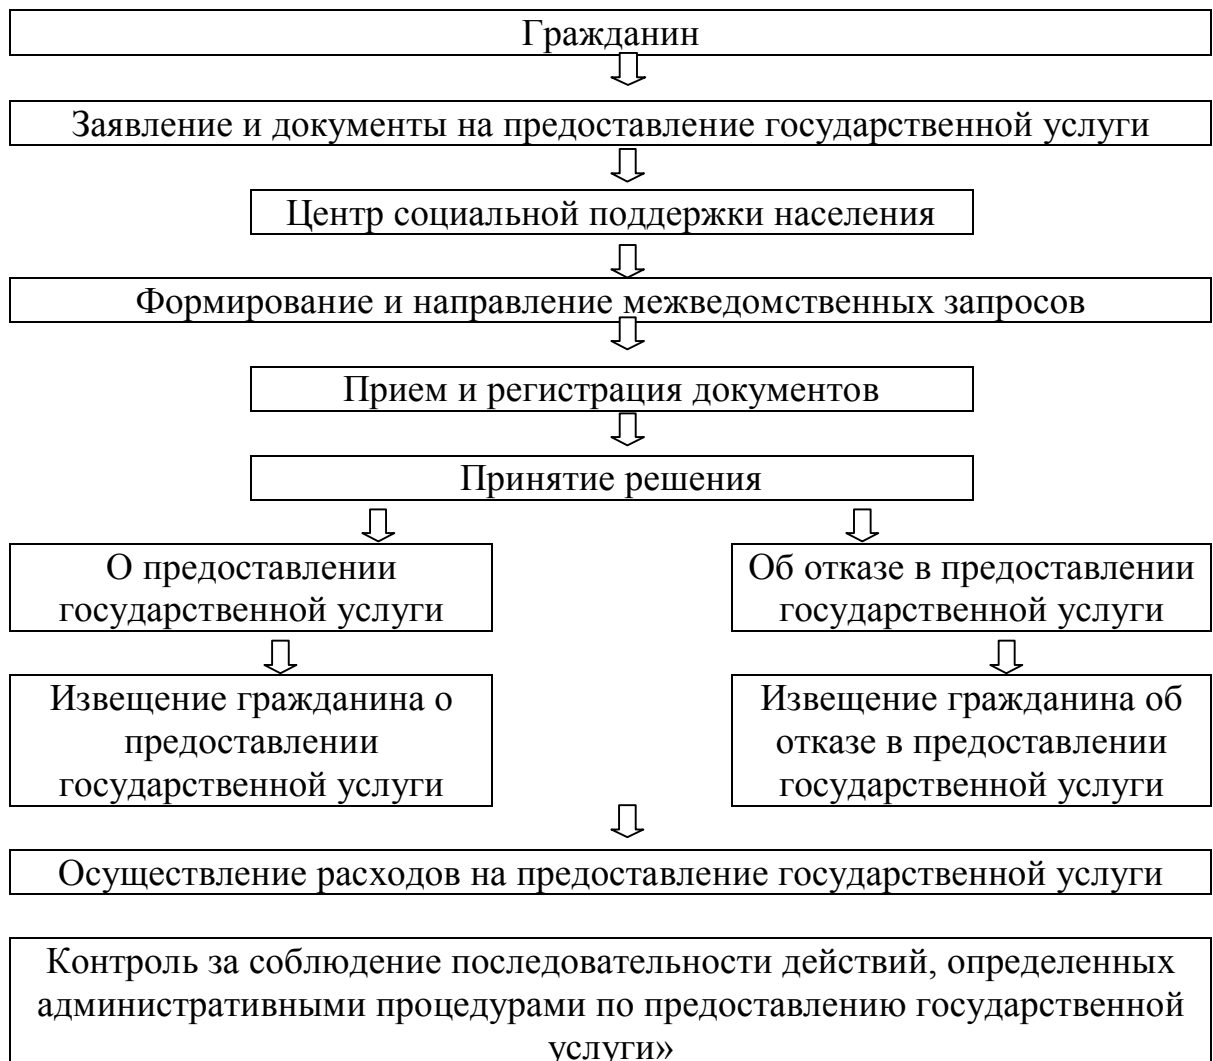 Гражданин
Заявление и документы на предоставление государственной услуги
Центр социальной поддержки населения
Формирование и направление межведомственных запросов
Прием и регистрация документов
Принятие решения
О предоставлении
государственной услуги
Об отказе в предоставлении
государственной услуги
Извещение гражданина о
предоставлении
государственной услуги
Извещение гражданина об
отказе в предоставлении
государственной услуги
Осуществление расходов на предоставление государственной услуги
Контроль за соблюдение последовательности действий, определенных
административными процедурами по предоставлению государственной
услуги»